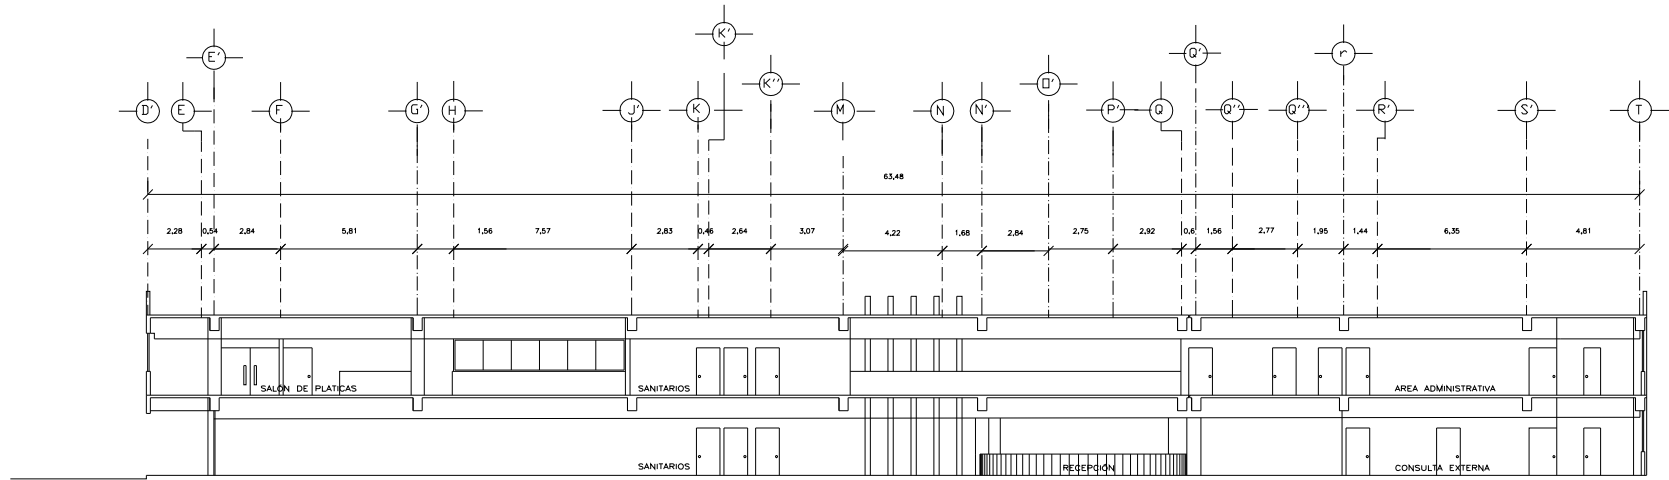 K'
E'
Q'
r
K''
O'
D'
E
F
G'
H
J'
K
M
N
N'
P'
Q
Q''
Q'''
R'
S'
T
63,48
2,28
0,54
2,84
5,81
1,56
7,57
2,83
0,46
2,64
3,07
4,22
1,68
2,84
2,75
2,92
0,6
1,56
2,77
1,95
1,44
6,35
4,81
SALÓN DE PLATICAS
SANITARIOS
AREA ADMINISTRATIVA
SANITARIOS
RECEPCIÓN
CONSULTA EXTERNA